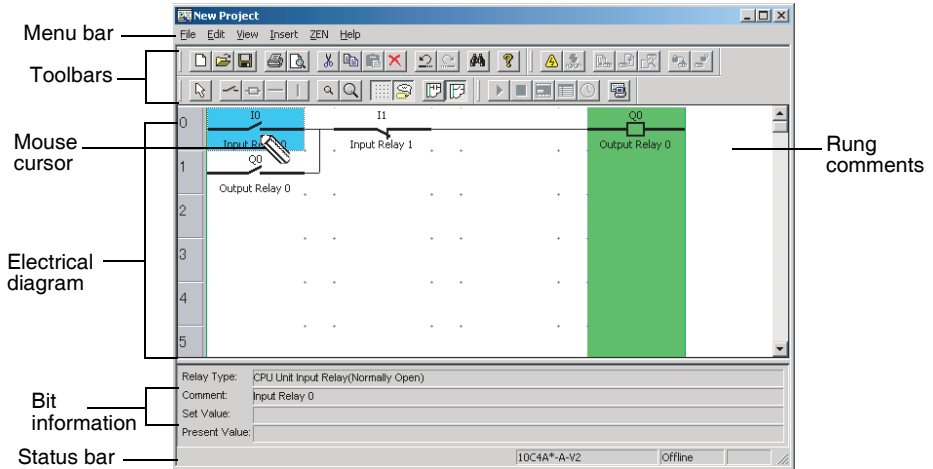 New Project
Menu bar
File Edit View Insert ZEN Help
Toolbars
0
I0
I1
Q0
Input Relay 1
Output Relay 0
Mouse cursor
Rung comments
1
Q0
Output Relay 0
2
Electrical diagram
3
4
5
Relay Type: CPU Unit Input Relay(Normally Open)
Bit information
Comment: Input Relay 0
Set Value:
Present Value:
Status bar
10C4A*-A-V2
Offline